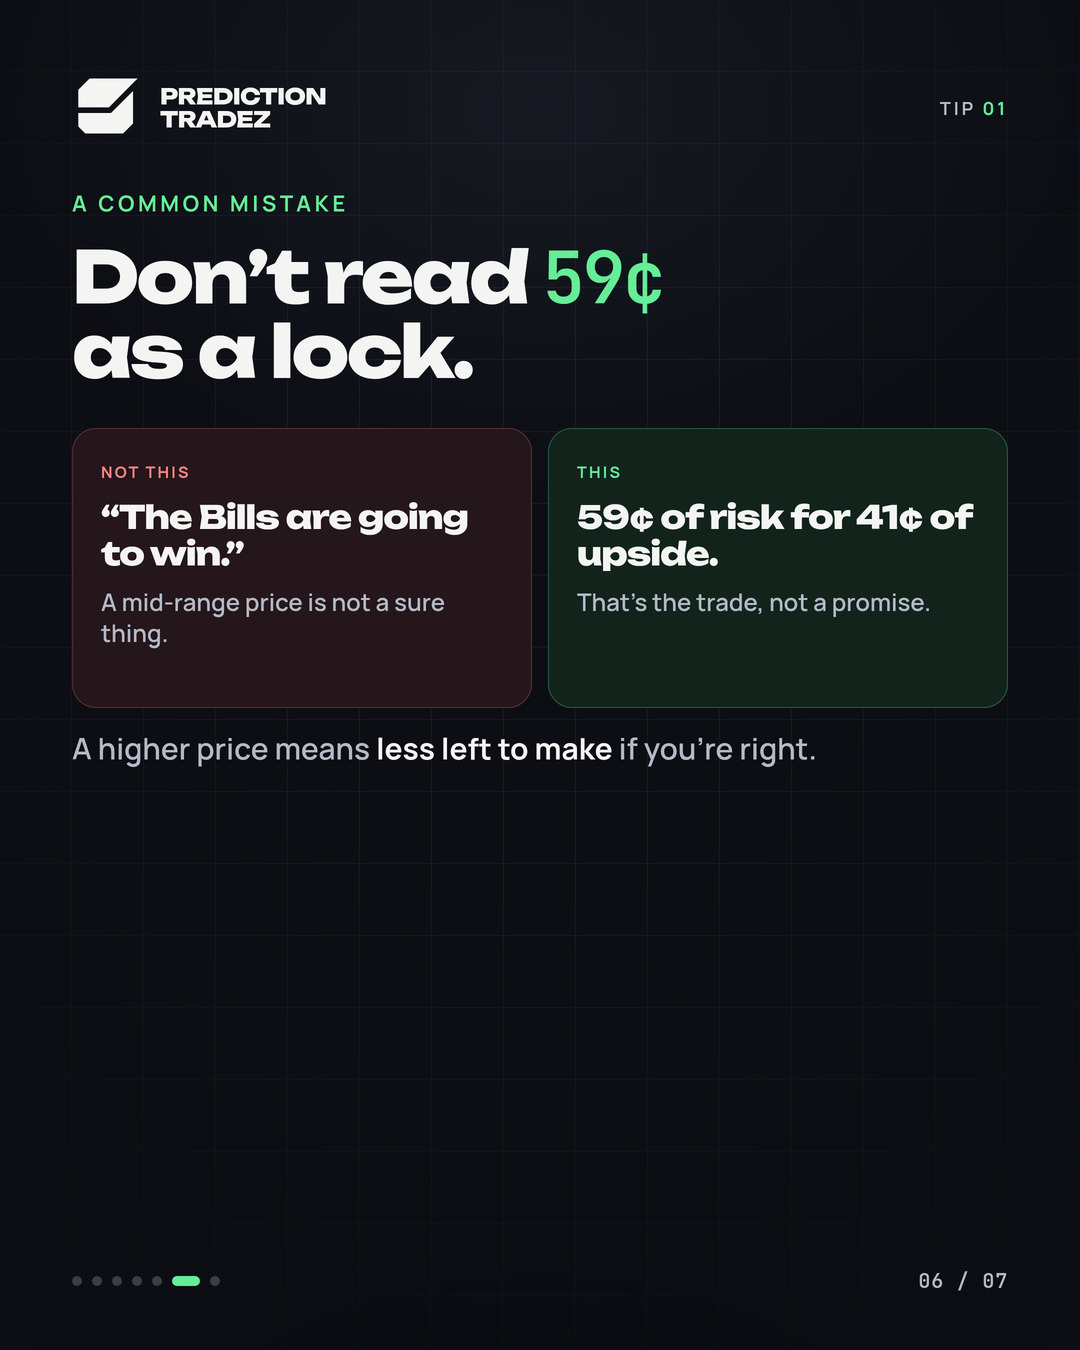 PREDICTION
TRADEZ
TIP 01
A COMMON MISTAKE
Don’t read 59¢
as a lock.
NOT THIS
“The Bills are going
to win.”
A mid-range price is not a sure
thing.
THIS
59¢ of risk for 41¢ of
upside.
That’s the trade, not a promise.
A higher price means less left to make if you’re right.
06 / 07